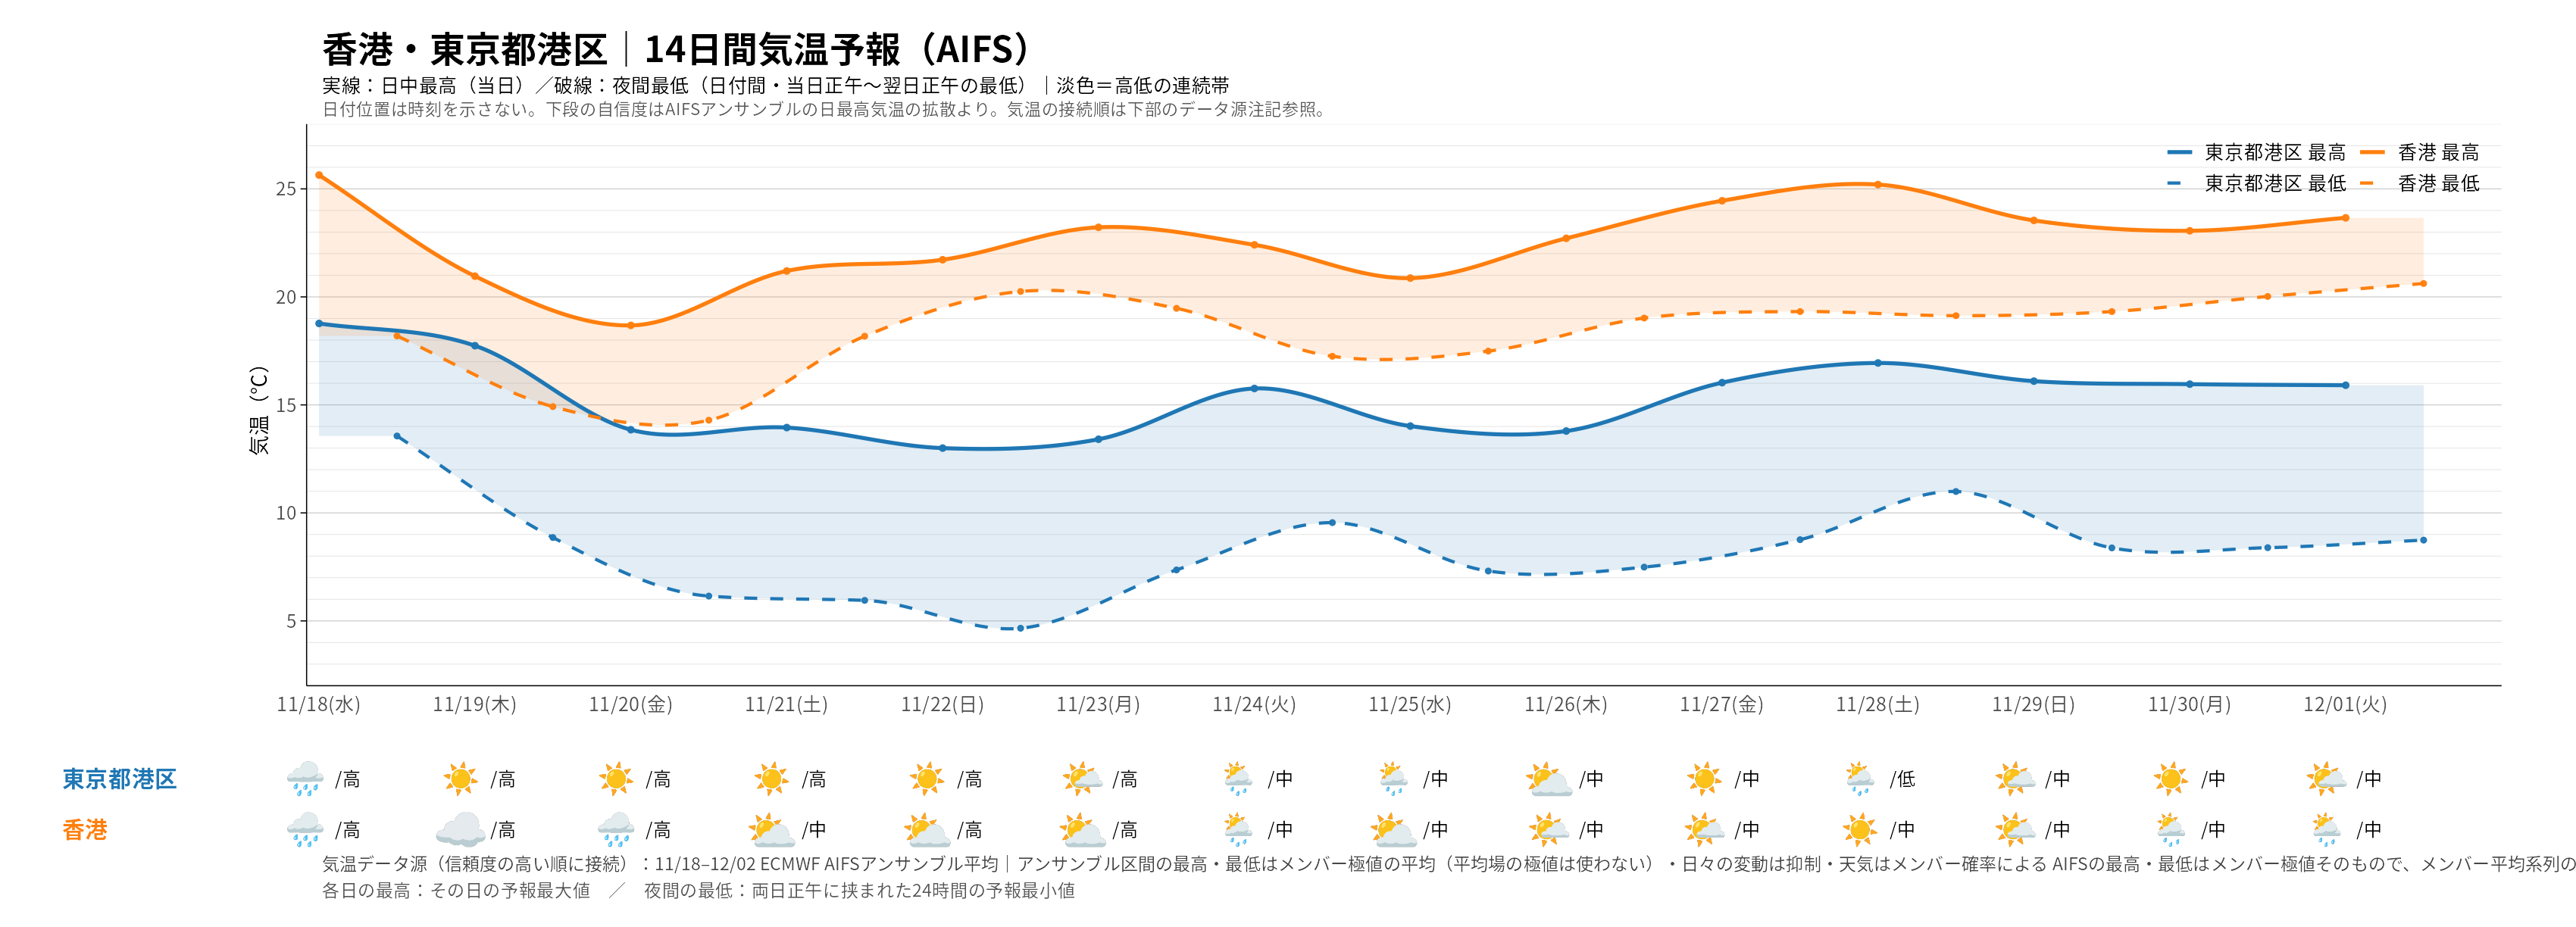 香港・東京都港区｜14日間気温予報（AIFS）
実線：日中最高（当日）／破線：夜間最低（日付間・当日正午～翌日正午の最低）｜淡色＝高低の連続帯
日付位置は時刻を示さない。下段の自信度はAIFSアンサンブルの日最高気温の拡散より。気温の接続順は下部のデータ源注記参照。
東京都港区 最高 香港 最高
東京都港区 最低 香港 最低
気温（°C）
25
20
15
10
5
11/18(水) 11/19(木) 11/20(金) 11/21(土) 11/22(日) 11/23(月) 11/24(火) 11/25(水) 11/26(木) 11/27(金) 11/28(土) 11/29(日) 11/30(月) 12/01(火)
東京都港区 /高 /高 /高 /高 /高 /高 /中 /中 /中 /中 /低 /中 /中 /中
香港 /高 /高 /高 /中 /高 /高 /中 /中 /中 /中 /中 /中 /中 /中
気温データ源（信頼度の高い順に接続）：11/18–12/02 ECMWF AIFSアンサンブル平均｜アンサンブル区間の最高・最低はメンバー極値の平均（平均場の極値は使わない）・日々の変動は抑制・天気はメンバー確率による AIFSの最高・最低はメンバー極値そのもので、メンバー平均系列の
各日の最高：その日の予報最大値　／　夜間の最低：両日正午に挟まれた24時間の予報最小値